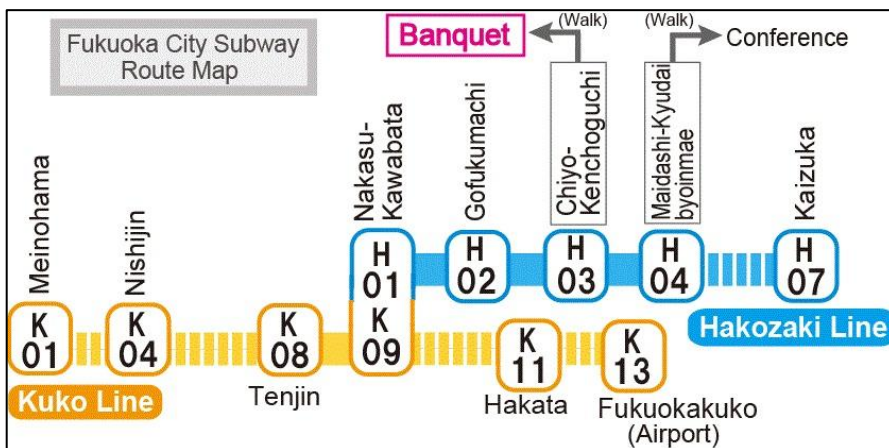 Fukuoka City Subway
Route Map
Banquet
(Walk)
(Walk)
Conference
Meinohama
Nishijin
Nakasu-
Kawabata
Gofukumachi
Chiyo-
Kenchoguchi
Maidashi-Kyudai
byoinmae
Kaizuka
H
01
H
02
H
03
H
04
H
07
Hakozaki Line
K
01
K
04
K
08
K
09
K
11
K
13
Kuko Line
Tenjin
Hakata
Fukuokakuko
(Airport)